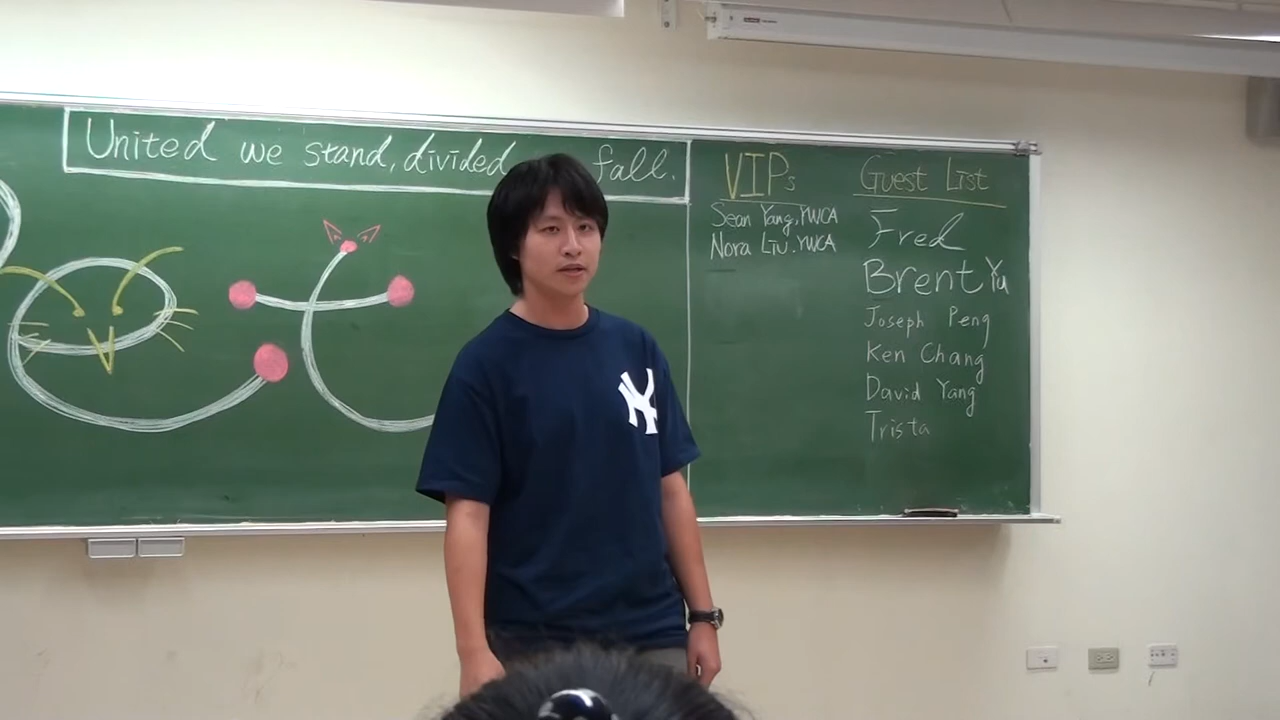 United we stand, divided fall.
VIPs
Sean Yang, YWCA
Nora Liu. YWCA
Guest List
Fred
Brent Yu
Joseph Peng
Ken Chang
David Yang
Trista
NY